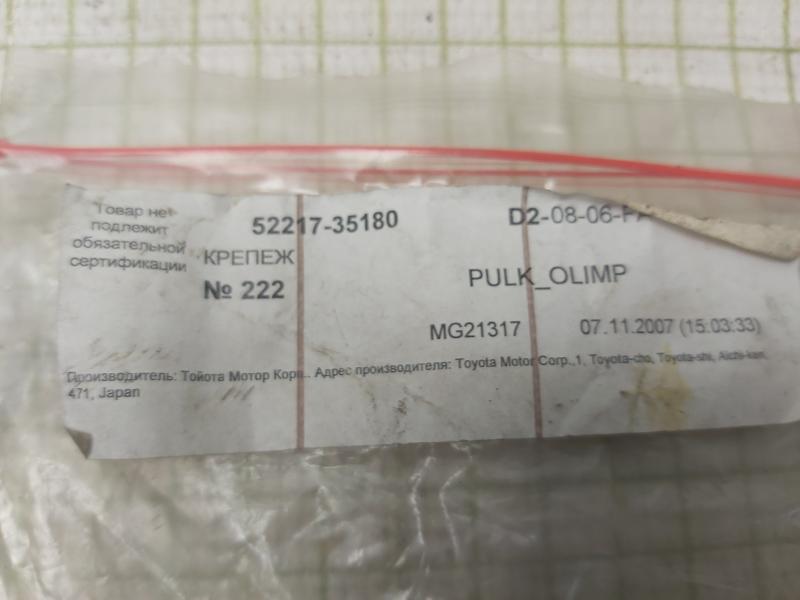 Товар нет
подлежит
обязательной
сертификации
52217-35180
D2-08-06-
КРЕПЕЖ
№ 222
PULK_OLIMP
MG21317
07.11.2007 (15:03:33)
Производитель: Тойота Мотор Корп.. Адрес производителя: Toyota Motor Corp.,1, Toyota-cho, Toyota-shi, Aichi-ken,
471, Japan